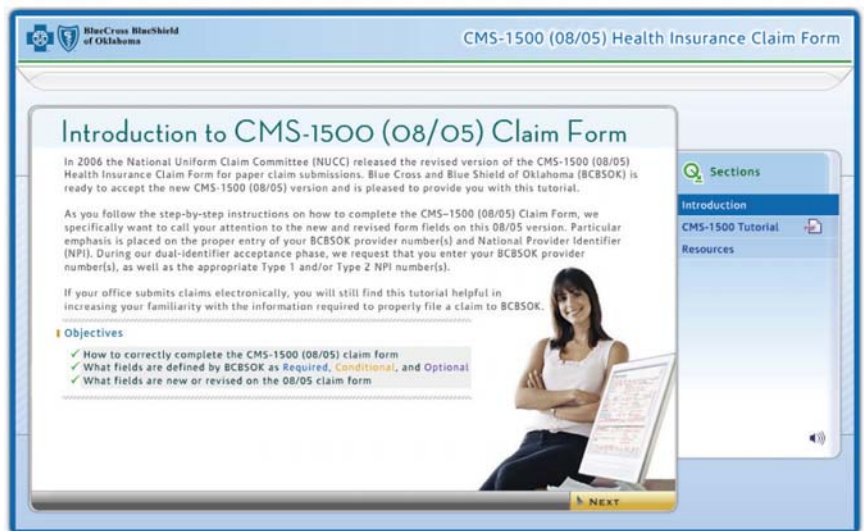 BlueCross BlueShield
of Oklahoma
CMS-1500 (08/05) Health Insurance Claim Form
Introduction to CMS-1500 (08/05) Claim Form
In 2006 the National Uniform Claim Committee (NUCC) released the revised version of the CMS-1500 (08/05)
Health Insurance Claim Form for paper claim submissions. Blue Cross and Blue Shield of Oklahoma (BCBSOK) is
ready to accept the new CMS-1500 (08/05) version and is pleased to provide you with this tutorial.
As you follow the step-by-step instructions on how to complete the CMS–1500 (08/05) Claim Form, we
specifically want to call your attention to the new and revised form fields on this 08/05 version. Particular
emphasis is placed on the proper entry of your BCBSOK provider number(s) and National Provider Identifier
(NPI). During our dual-identifier acceptance phase, we request that you enter your BCBSOK provider
number(s), as well as the appropriate Type 1 and/or Type 2 NPI number(s).
If your office submits claims electronically, you will still find this tutorial helpful in
increasing your familiarity with the information required to properly file a claim to BCBSOK.
Objectives
✓ How to correctly complete the CMS-1500 (08/05) claim form
✓ What fields are defined by BCBSOK as Required, Conditional, and Optional
✓ What fields are new or revised on the 08/05 claim form
NEXT
Sections
Introduction
CMS-1500 Tutorial
Resources